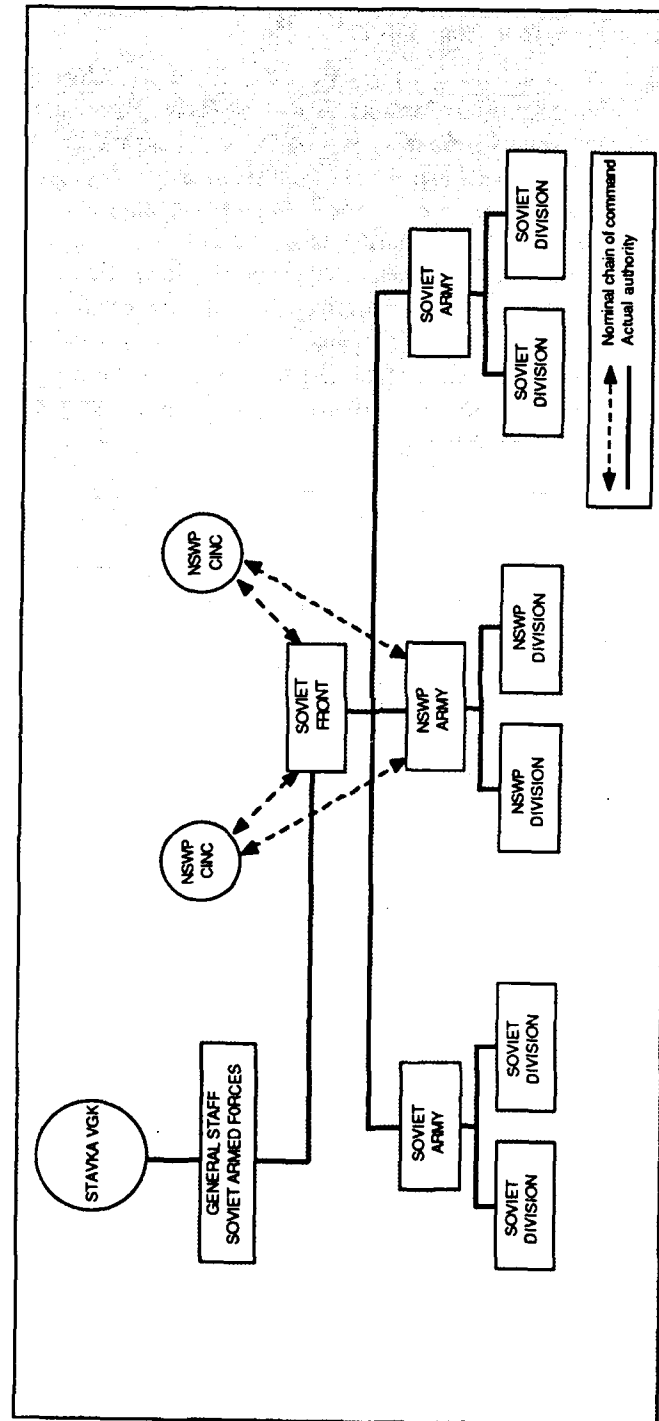 STAVKA VGK
GENERAL STAFF
SOVIET ARMED FORCES
NSWP
CINC
NSWP
CINC
SOVIET
FRONT
SOVIET
ARMY
NSWP
ARMY
SOVIET
ARMY
SOVIET
DIVISION
SOVIET
DIVISION
NSWP
DIVISION
NSWP
DIVISION
SOVIET
DIVISION
SOVIET
DIVISION
Nominal chain of command
Actual authority